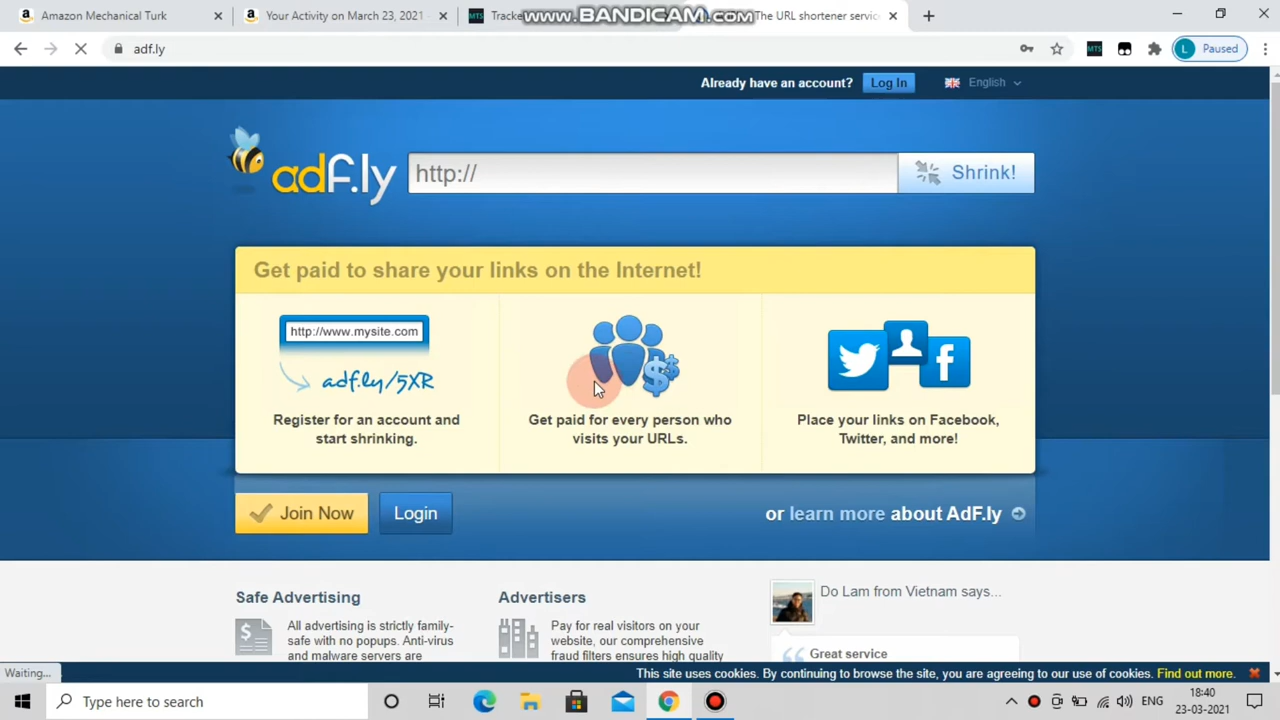 Amazon Mechanical Turk
Your Activity on March 23, 2021 -
MTS
Tracke
www.BANDICAM.com
The URL shortener servic
adf.ly
MTS
L Paused
Already have an account?
Log In
English
adf.ly
http://
Shrink!
Get paid to share your links on the Internet!
http://www.mysite.com
adf.ly/5XR
Register for an account and
start shrinking.
Get paid for every person who
visits your URLs.
Place your links on Facebook,
Twitter, and more!
Join Now
Login
or learn more about AdF.ly
Safe Advertising
All advertising is strictly family-
safe with no popups. Anti-virus
and malware servers are
Advertisers
Pay for real visitors on your
website, our comprehensive
fraud filters ensures high quality
Do Lam from Vietnam says...
Great service
Waiting...
This site uses cookies. By continuing to browse the site, you are agreeing to our use of cookies. Find out more.
Type here to search
ENG
18:40
23-03-2021